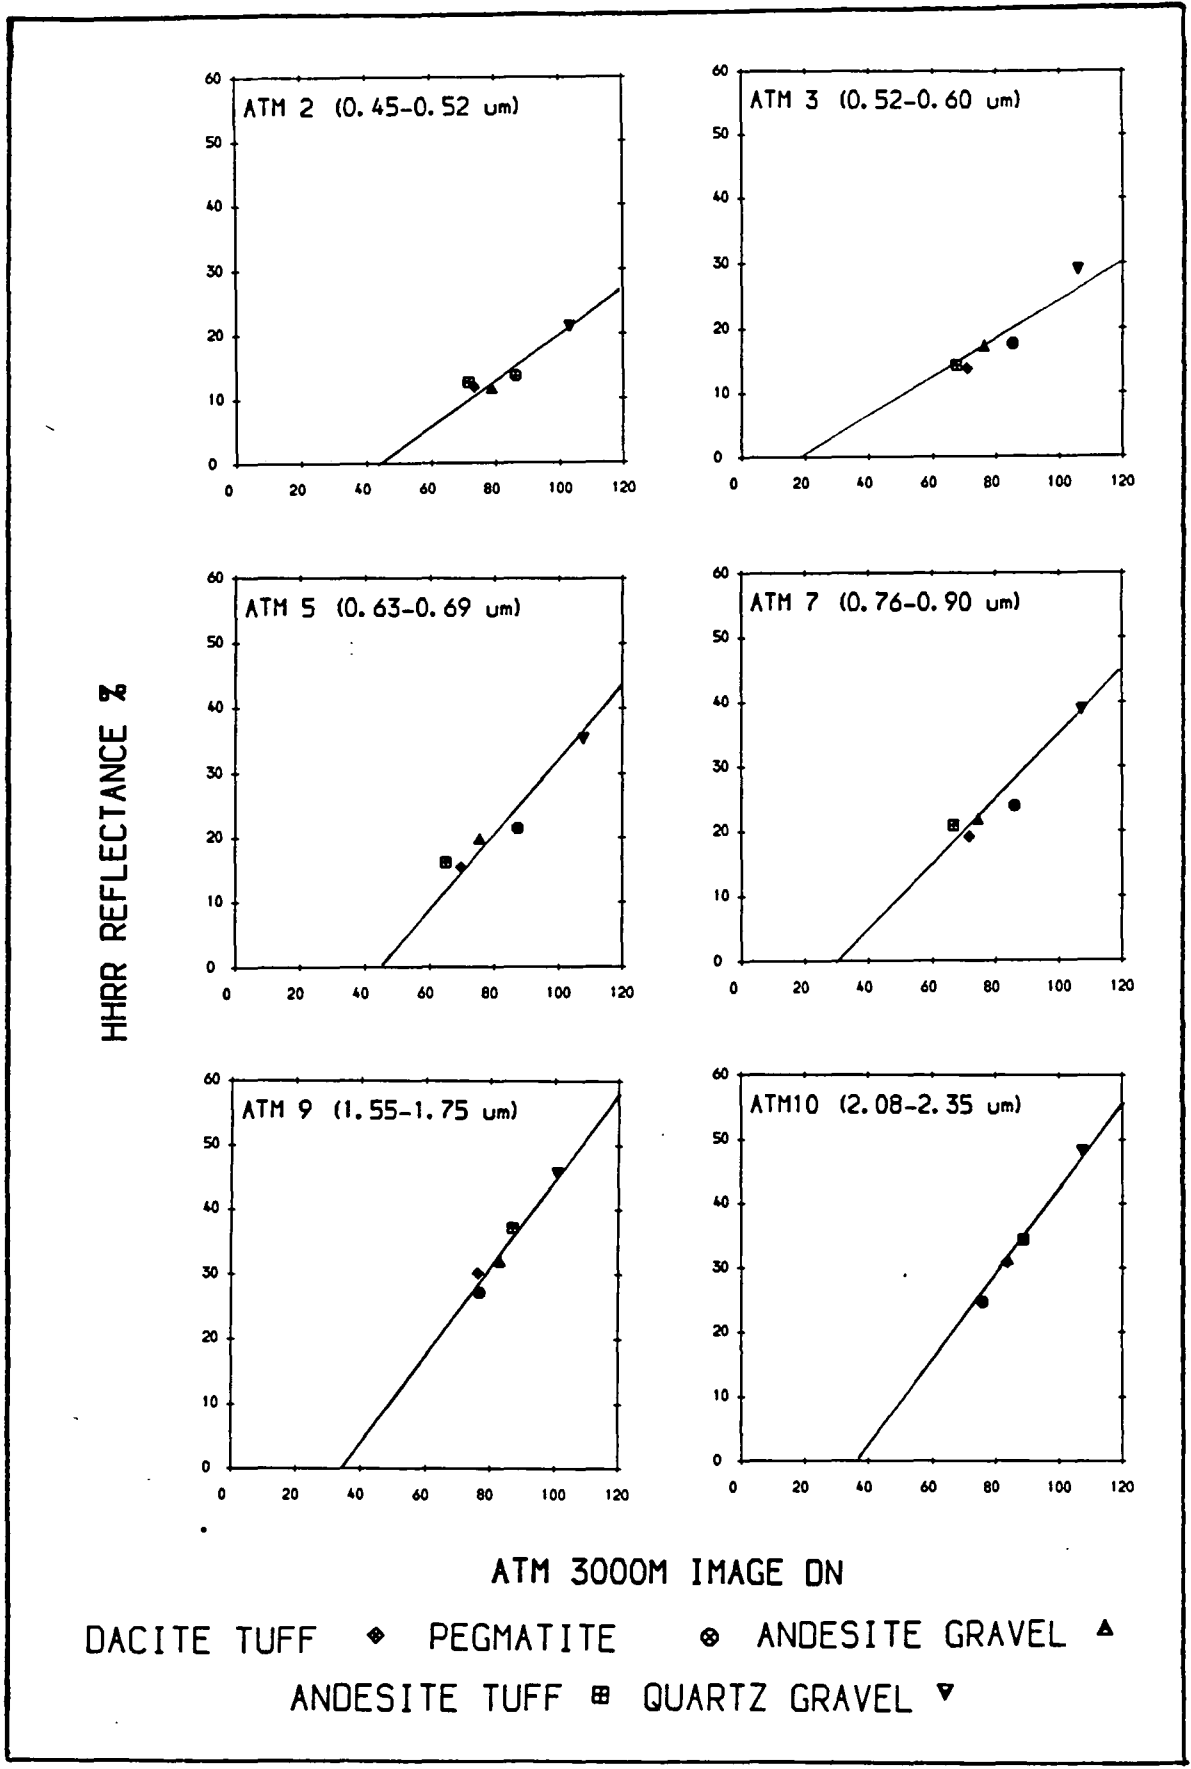 ATM 2 (0.45-0.52 um)
60
50
40
30
20
10
0
0 20 40 60 80 100 120
ATM 3 (0.52-0.60 um)
60
50
40
30
20
10
0
0 20 40 60 80 100 120
ATM 5 (0.63-0.69 um)
60
50
40
30
20
10
0
0 20 40 60 80 100 120
ATM 7 (0.76-0.90 um)
60
50
40
30
20
10
0
0 20 40 60 80 100 120
HHRR REFLECTANCE %
ATM 9 (1.55-1.75 um)
60
50
40
30
20
10
0
0 20 40 60 80 100 120
ATM10 (2.08-2.35 um)
60
50
40
30
20
10
0
0 20 40 60 80 100 120
ATM 3000M IMAGE DN
DACITE TUFF PEGMATITE ANDESITE GRAVEL
ANDESITE TUFF QUARTZ GRAVEL